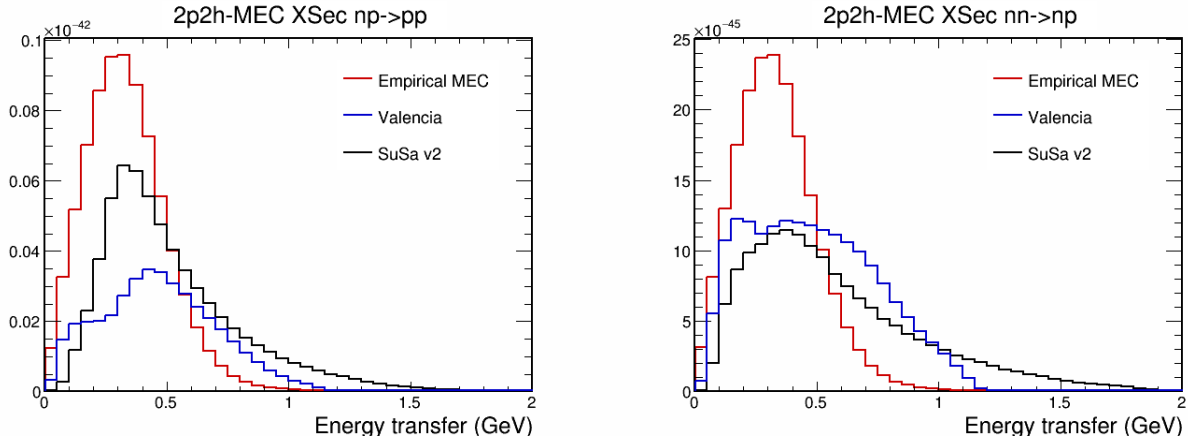 2p2h-MEC XSec np->pp
×10⁻⁴²
0.1
0.08
0.06
0.04
0.02
0
Empirical MEC
Valencia
SuSa v2
0 0.5 1 1.5 2
Energy transfer (GeV)
2p2h-MEC XSec nn->np
×10⁻⁴⁵
25
20
15
10
5
0
Empirical MEC
Valencia
SuSa v2
0 0.5 1 1.5 2
Energy transfer (GeV)